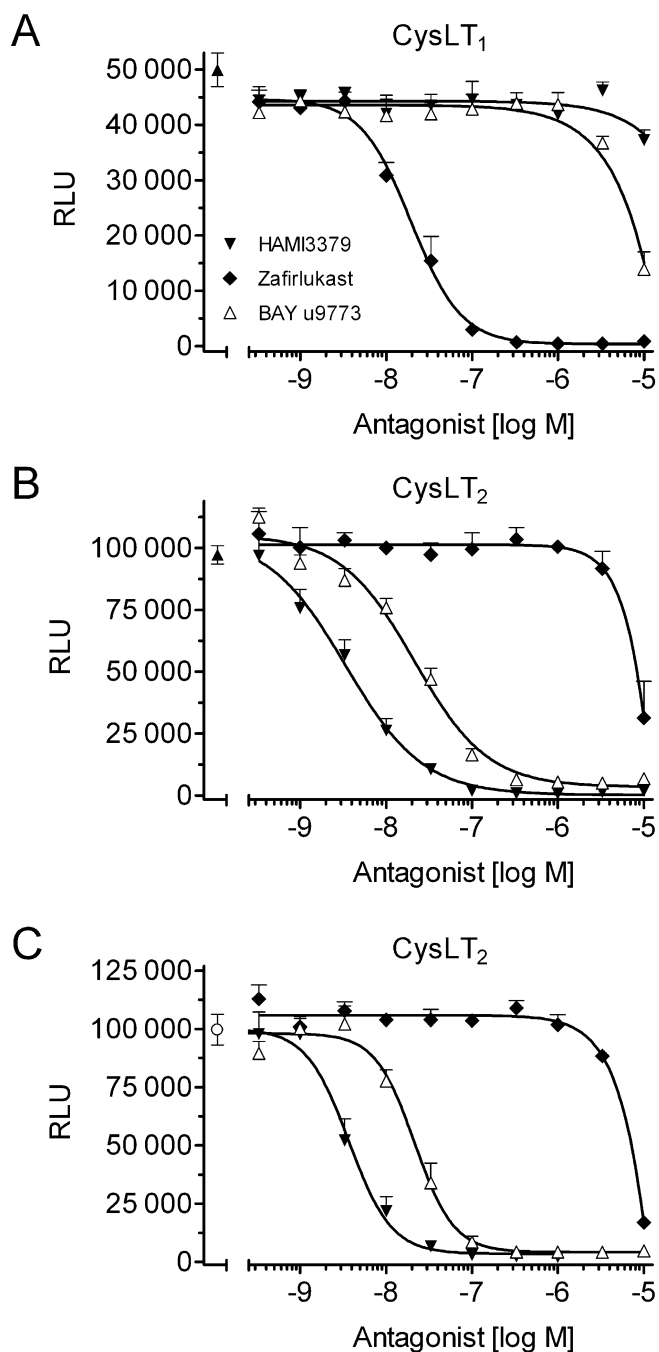 A
CysLT₁
50 000
40 000
30 000
20 000
10 000
0
RLU
HAMI3379
Zafirlukast
BAY u9773
-9 -8 -7 -6 -5
Antagonist [log M]
B
CysLT₂
100 000
75 000
50 000
25 000
0
RLU
-9 -8 -7 -6 -5
Antagonist [log M]
C
CysLT₂
125 000
100 000
75 000
50 000
25 000
0
RLU
-9 -8 -7 -6 -5
Antagonist [log M]